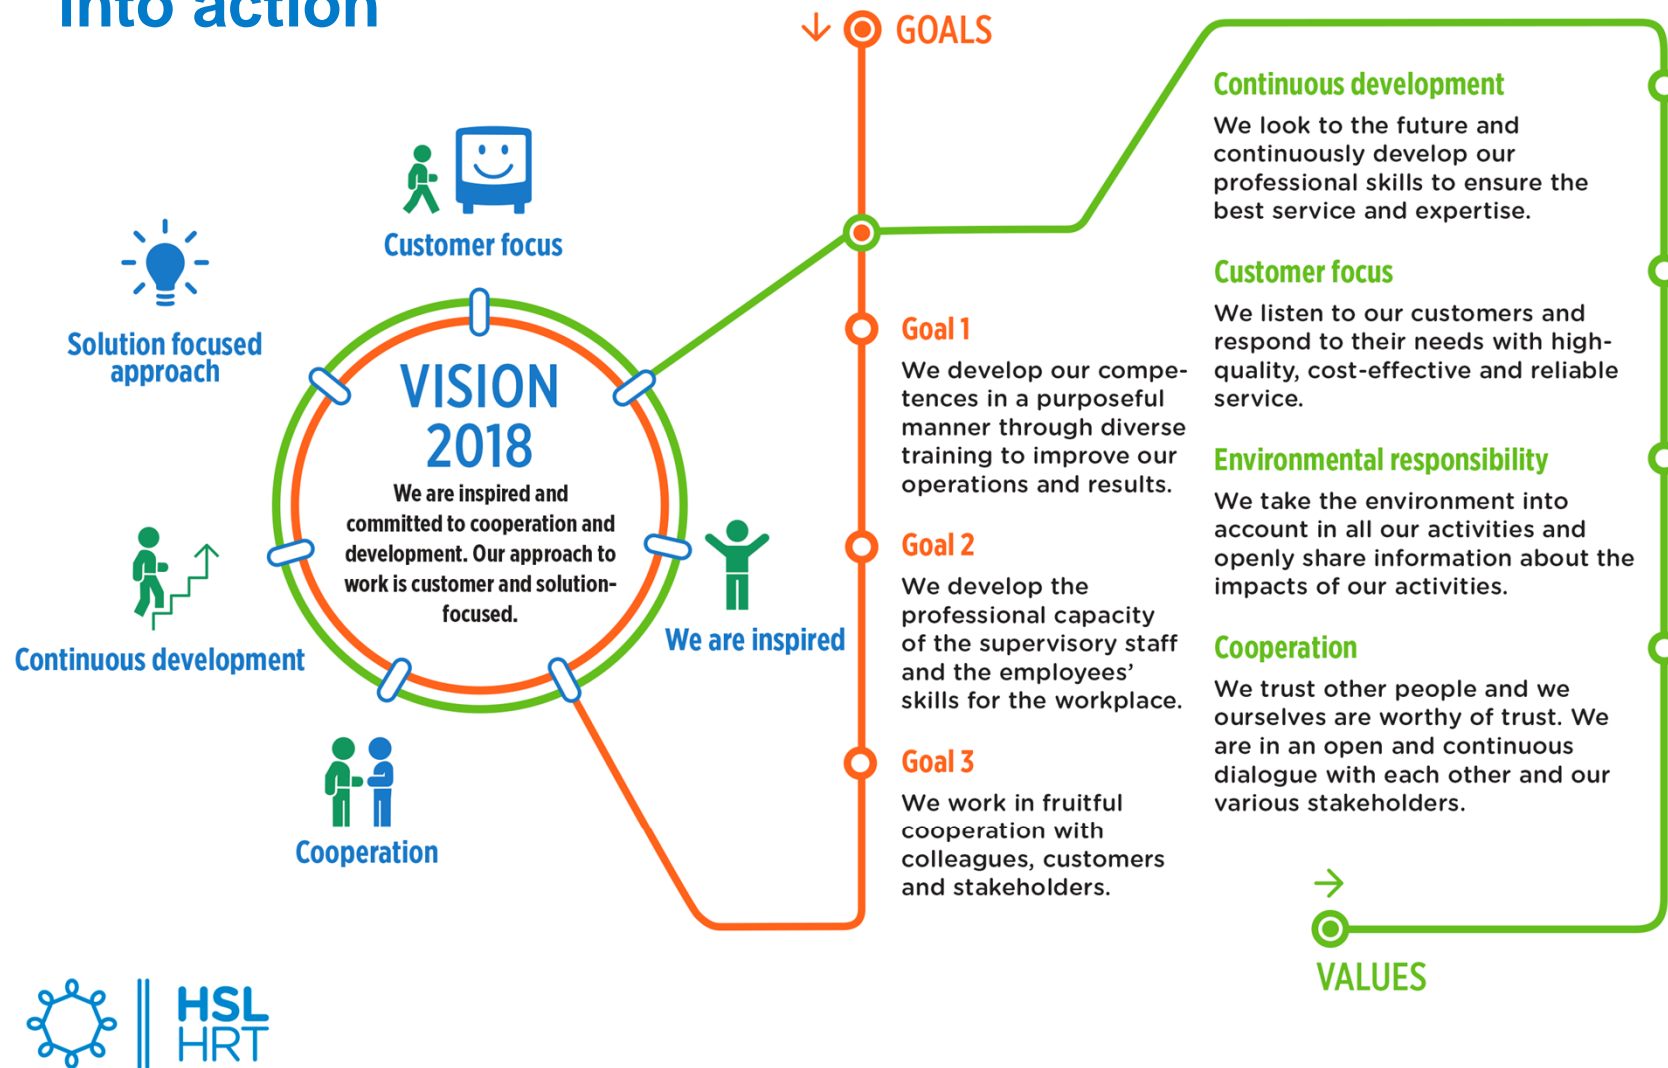 into action
Customer focus
Solution focused
approach
VISION
2018
We are inspired and
committed to cooperation and
development. Our approach to
work is customer and solution-
focused.
We are inspired
Continuous development
Cooperation
GOALS
Goal 1
We develop our compe-
tences in a purposeful
manner through diverse
training to improve our
operations and results.
Goal 2
We develop the
professional capacity
of the supervisory staff
and the employees’
skills for the workplace.
Goal 3
We work in fruitful
cooperation with
colleagues, customers
and stakeholders.
Continuous development
We look to the future and
continuously develop our
professional skills to ensure the
best service and expertise.
Customer focus
We listen to our customers and
respond to their needs with high-
quality, cost-effective and reliable
service.
Environmental responsibility
We take the environment into
account in all our activities and
openly share information about the
impacts of our activities.
Cooperation
We trust other people and we
ourselves are worthy of trust. We
are in an open and continuous
dialogue with each other and our
various stakeholders.
VALUES
HSL
HRT